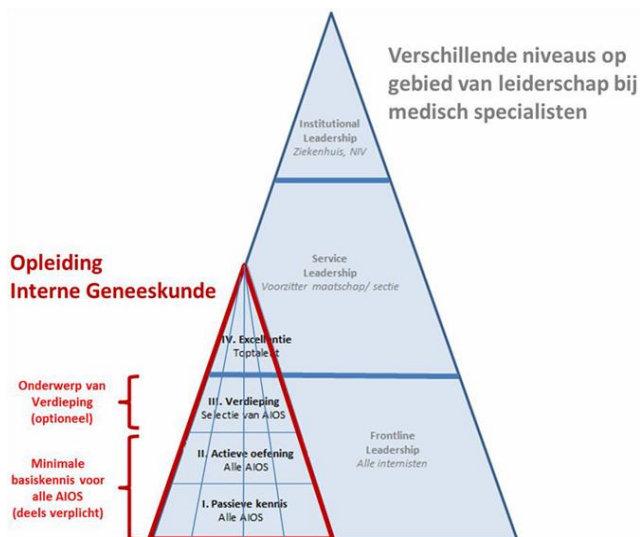 Verschillende niveaus op
gebied van leiderschap bij
medisch specialisten
Institutional
Leadership
Ziekenhuis, NIV
Service
Leadership
Voorzitter maatschap/ sectie
Opleiding
Interne Geneeskunde
IV. Excellentie
Toptalent
Onderwerp van
Verdieping
(optioneel)
III. Verdieping
Selectie van AIOS
Frontline
Leadership
Alle internisten
II. Actieve oefening
Alle AIOS
Minimale
basiskennis voor
alle AIOS
(deels verplicht)
I. Passieve kennis
Alle AIOS